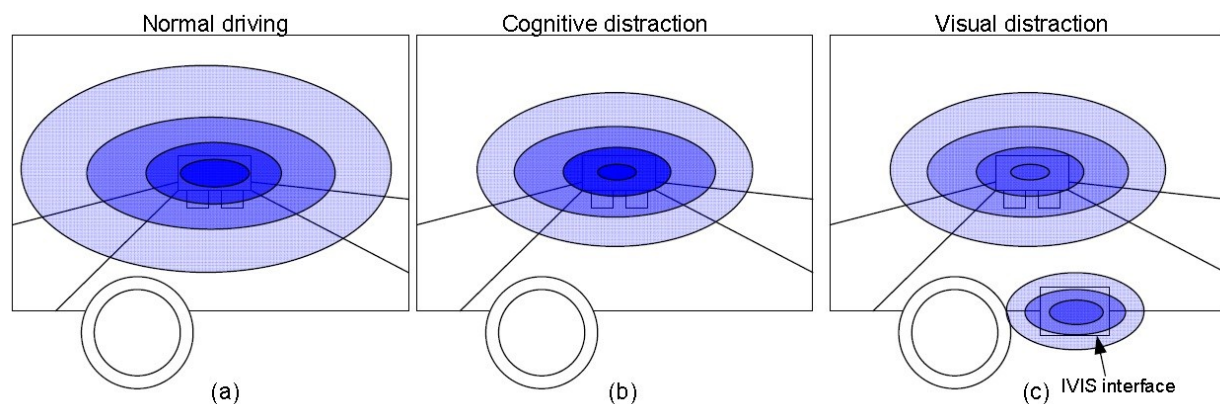 Normal driving
Cognitive distraction
Visual distraction
IVIS interface
(a)
(b)
(c)